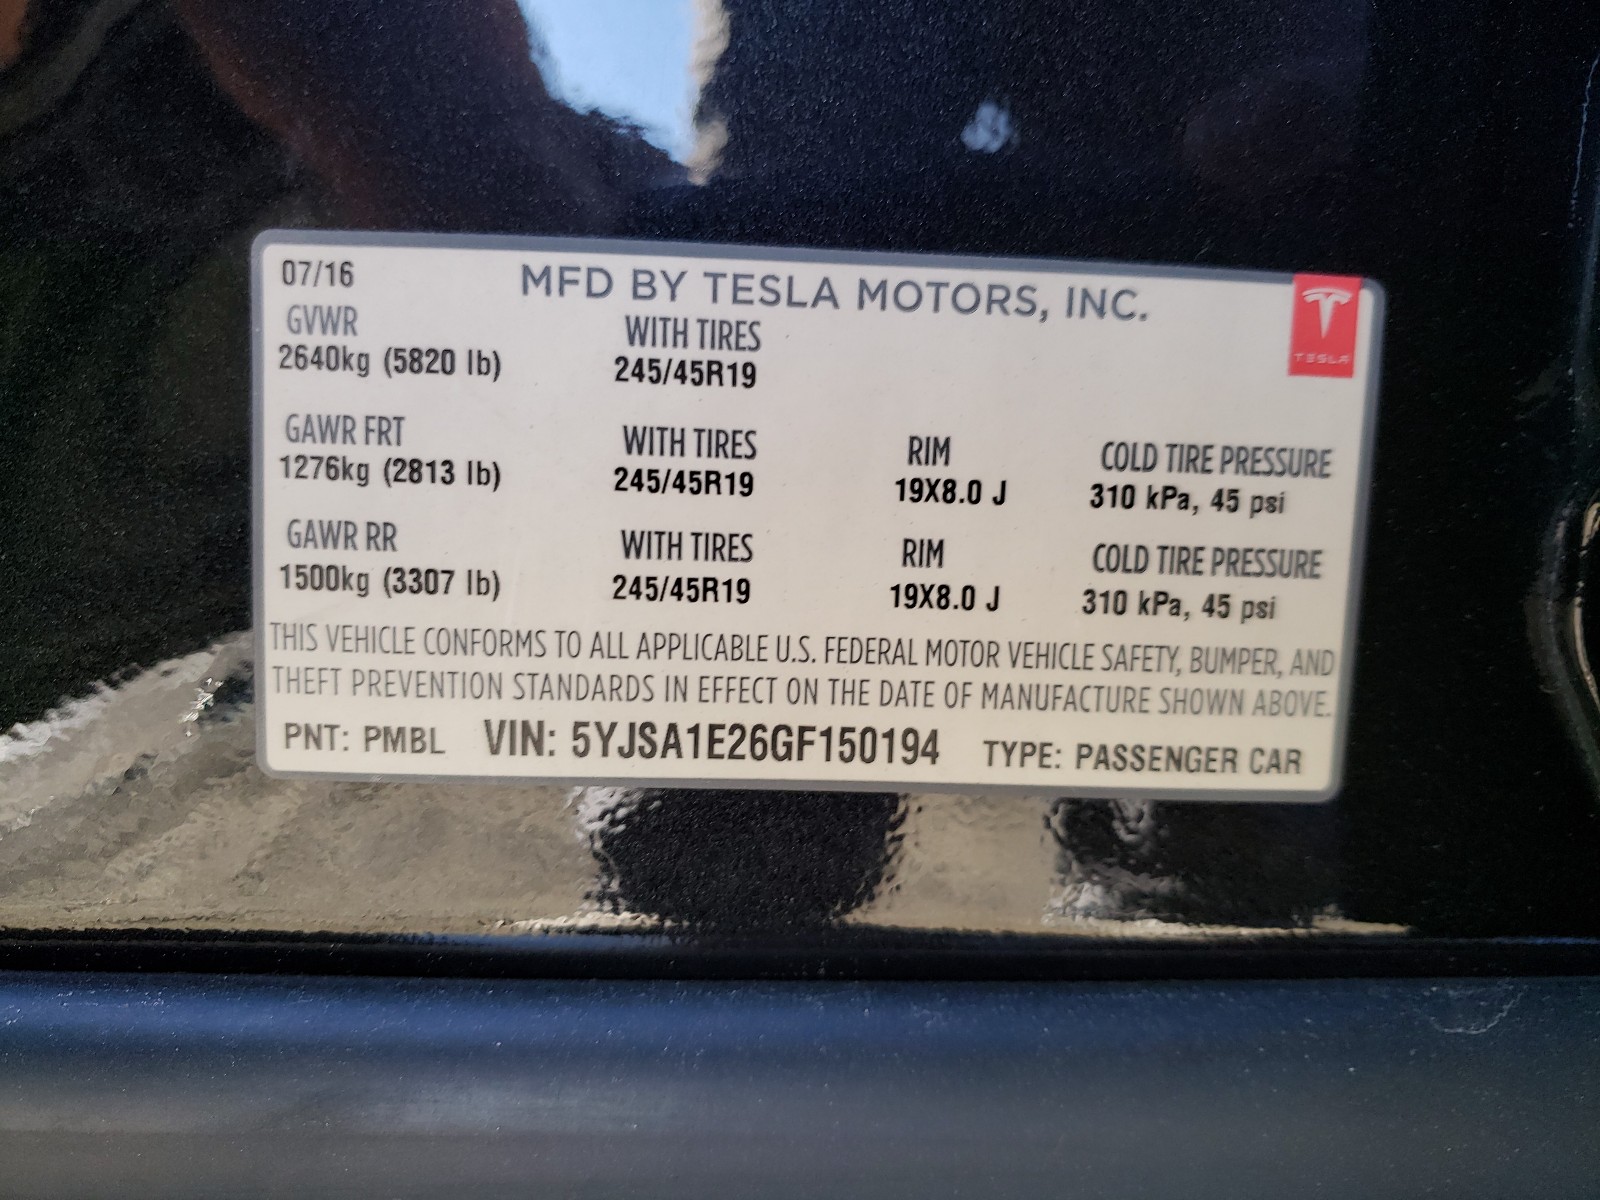 07/16 MFD BY TESLA MOTORS, INC.
TESLA
GVWR WITH TIRES
2640kg (5820 lb) 245/45R19
GAWR FRT WITH TIRES RIM COLD TIRE PRESSURE
1276kg (2813 lb) 245/45R19 19X8.0 J 310 kPa, 45 psi
GAWR RR WITH TIRES RIM COLD TIRE PRESSURE
1500kg (3307 lb) 245/45R19 19X8.0 J 310 kPa, 45 psi
THIS VEHICLE CONFORMS TO ALL APPLICABLE U.S. FEDERAL MOTOR VEHICLE SAFETY, BUMPER, AND
THEFT PREVENTION STANDARDS IN EFFECT ON THE DATE OF MANUFACTURE SHOWN ABOVE.
PNT: PMBL VIN: 5YJSA1E26GF150194 TYPE: PASSENGER CAR